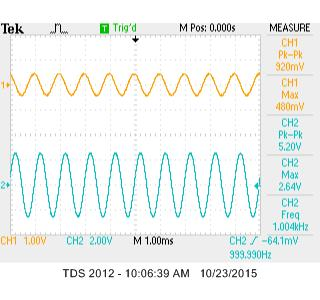 Tek T Trig'd M Pos: 0.000s MEASURE
CH1
Pk-Pk
920mV
CH1
Max
480mV
CH2
Pk-Pk
5.20V
CH2
Max
2.64V
CH2
Freq
1.004kHz
1
2
CH1 1.00V CH2 2.00V M 1.00ms CH2 -64.1mV
999.990Hz
TDS 2012 - 10:06:39 AM 10/23/2015